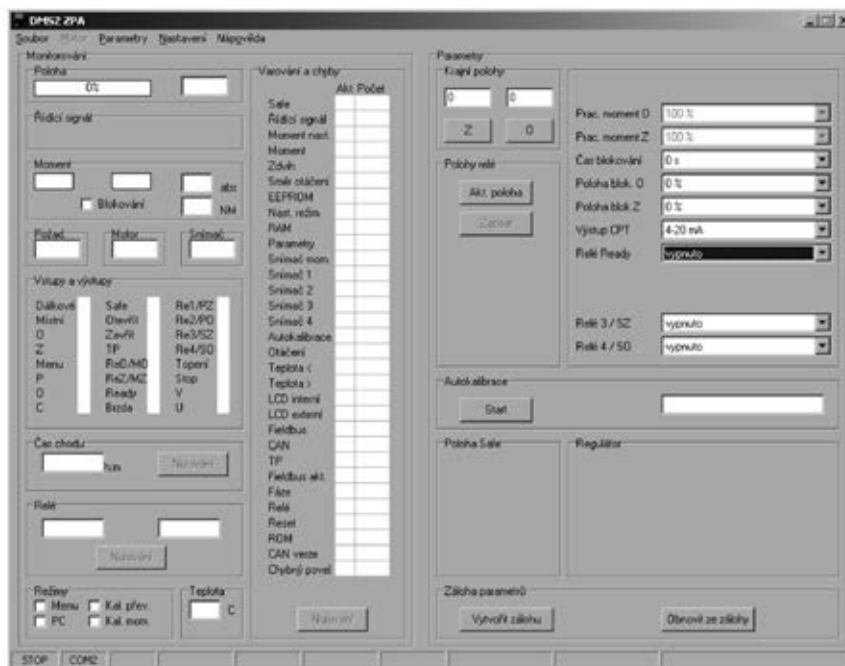 DMS2 ZPA
Soubor Motor Parametry Nastavení Nápověda
Monitorování
Poloha
0%
Řídicí signál
Moment
abs
Blokování
NM
Požad.
Motor
Snímač
Vstupy a výstupy
Dálkově
Místní
O
Z
Menu
P
O
C
Safe
Otevřít
Zavřít
TP
ReO/MO
ReZ/MZ
Ready
Brzda
Re1/PZ
Re2/PO
Re3/SZ
Re4/SO
Topení
Stop
V
U
Čas chodu
h:m
Nulování
Relé
Nulování
Režimy
Menu
Kal. přev.
PC
Kal. mom.
Teplota
C
Varování a chyby
Akt. Počet
Safe
Řídicí signál
Moment nast.
Moment
Zdvih
Směr otáčení
EEPROM
Nast. režim.
RAM
Parametry
Snímač mom.
Snímač 1
Snímač 2
Snímač 3
Snímač 4
Autokalibrace
Otáčení
Teplota <
Teplota >
LCD interní
LCD externí
Fieldbus
CAN
TP
Fieldbus akt.
Fáze
Relé
Reset
ROM
CAN verze
Chybný povel
Nulování
Parametry
Krajní polohy
0 0
Z O
Polohy relé
Akt. poloha
Zapsat
Prac. moment O 100 %
Prac. moment Z 100 %
Čas blokování 0 s
Poloha blok. O 0 %
Poloha blok. Z 0 %
Výstup CPT 4-20 mA
Relé Ready vypnuto
Relé 3 / SZ vypnuto
Relé 4 / SO vypnuto
Autokalibrace
Start
Poloha Safe
Regulátor
Záloha parametrů
Vytvořit zálohu
Obnovit ze zálohy
STOP COM2